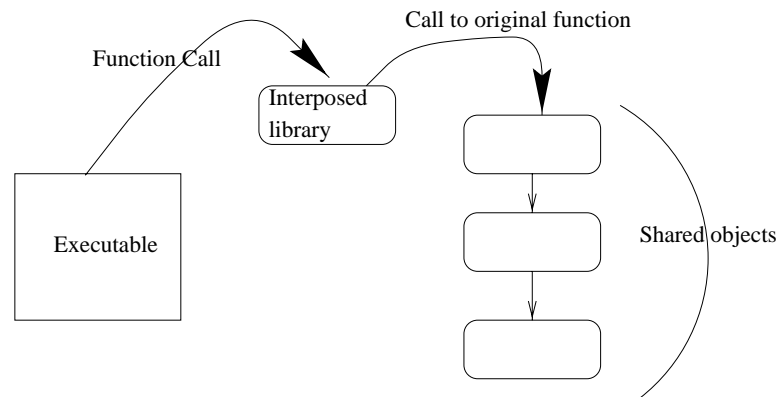 Call to original function
Function Call
Interposed
library
Executable
Shared objects